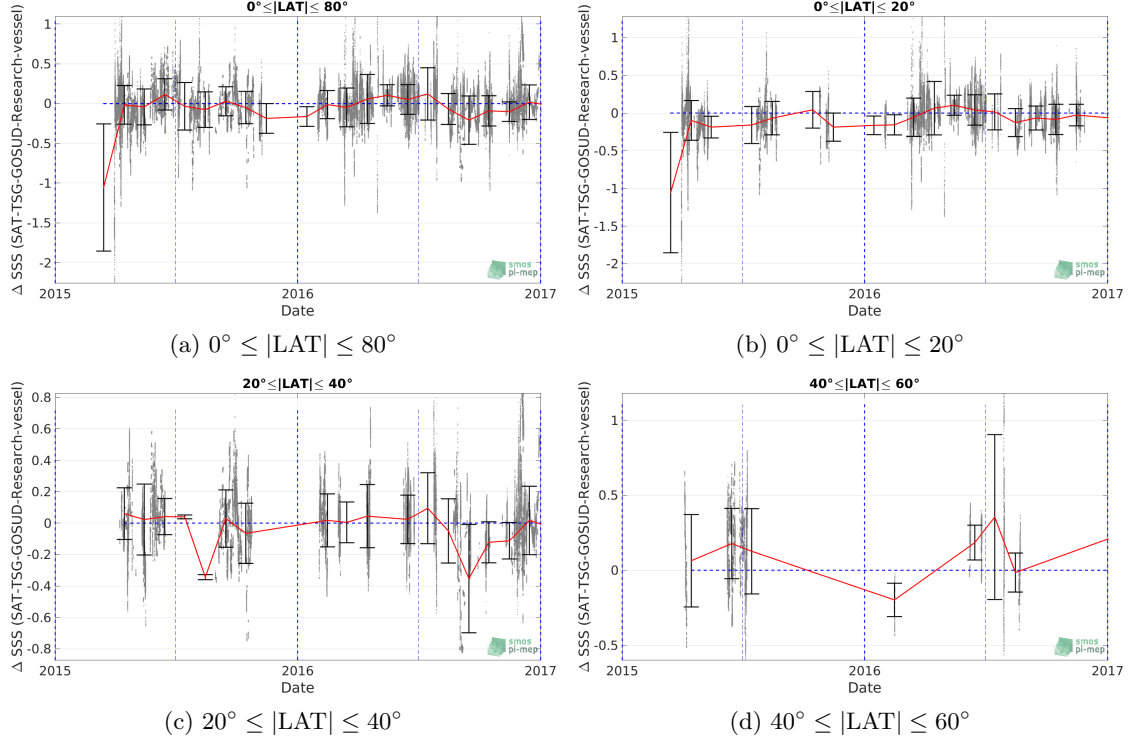 0°≤|LAT|≤ 80°
Δ SSS (SAT-TSG-GOSUD-Research-vessel)
1
0.5
0
-0.5
-1
-1.5
-2
2015
2016
2017
Date
smos
pi-mep
(a) 0° ≤ |LAT| ≤ 80°
0°≤|LAT|≤ 20°
Δ SSS (SAT-TSG-GOSUD-Research-vessel)
1
0.5
0
-0.5
-1
-1.5
-2
2015
2016
2017
Date
smos
pi-mep
(b) 0° ≤ |LAT| ≤ 20°
20°≤|LAT|≤ 40°
Δ SSS (SAT-TSG-GOSUD-Research-vessel)
0.8
0.6
0.4
0.2
0
-0.2
-0.4
-0.6
-0.8
2015
2016
2017
Date
smos
pi-mep
(c) 20° ≤ |LAT| ≤ 40°
40°≤|LAT|≤ 60°
Δ SSS (SAT-TSG-GOSUD-Research-vessel)
1
0.5
0
-0.5
2015
2016
2017
Date
smos
pi-mep
(d) 40° ≤ |LAT| ≤ 60°